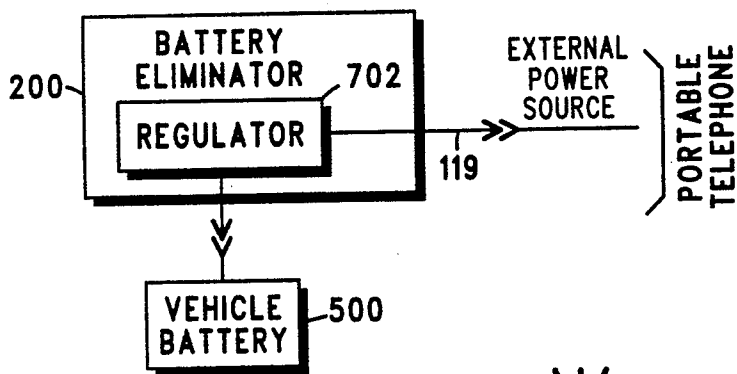 BATTERY
ELIMINATOR
200
702
REGULATOR
119
EXTERNAL
POWER
SOURCE
PORTABLE
TELEPHONE
VEHICLE
BATTERY
500